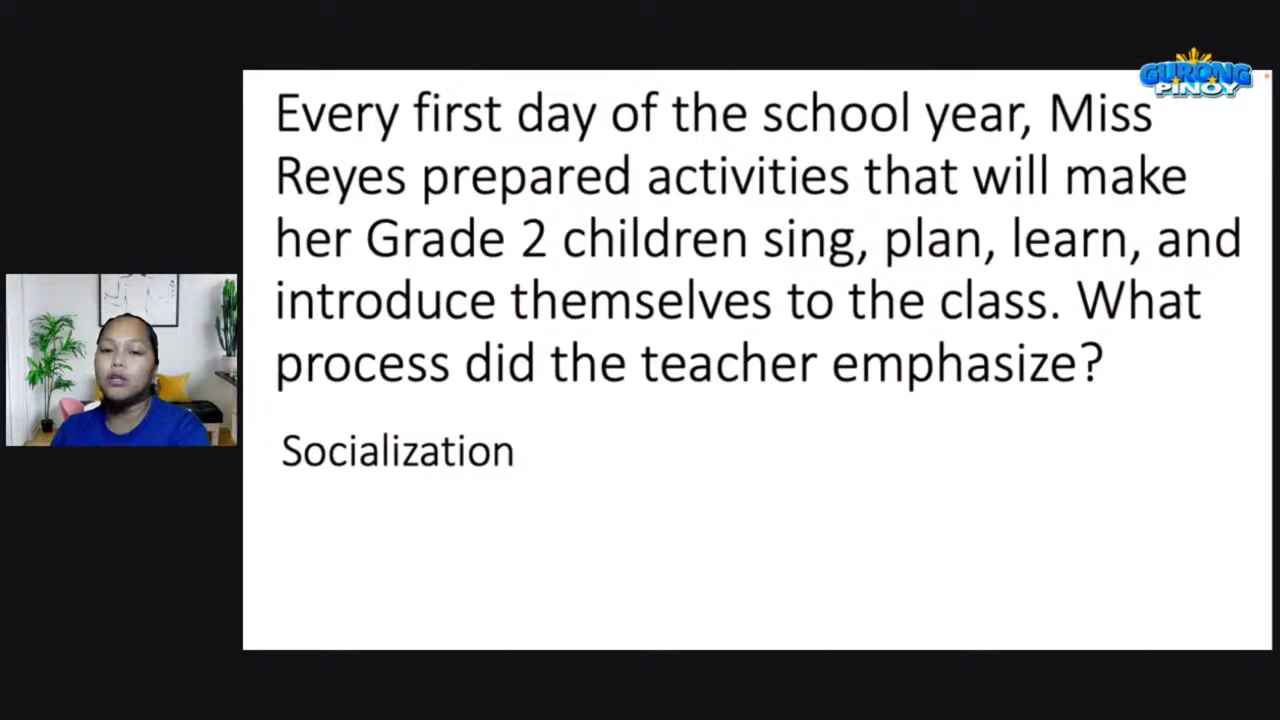 GURONG
PINOY
Every first day of the school year, Miss
Reyes prepared activities that will make
her Grade 2 children sing, plan, learn, and
introduce themselves to the class. What
process did the teacher emphasize?
Socialization